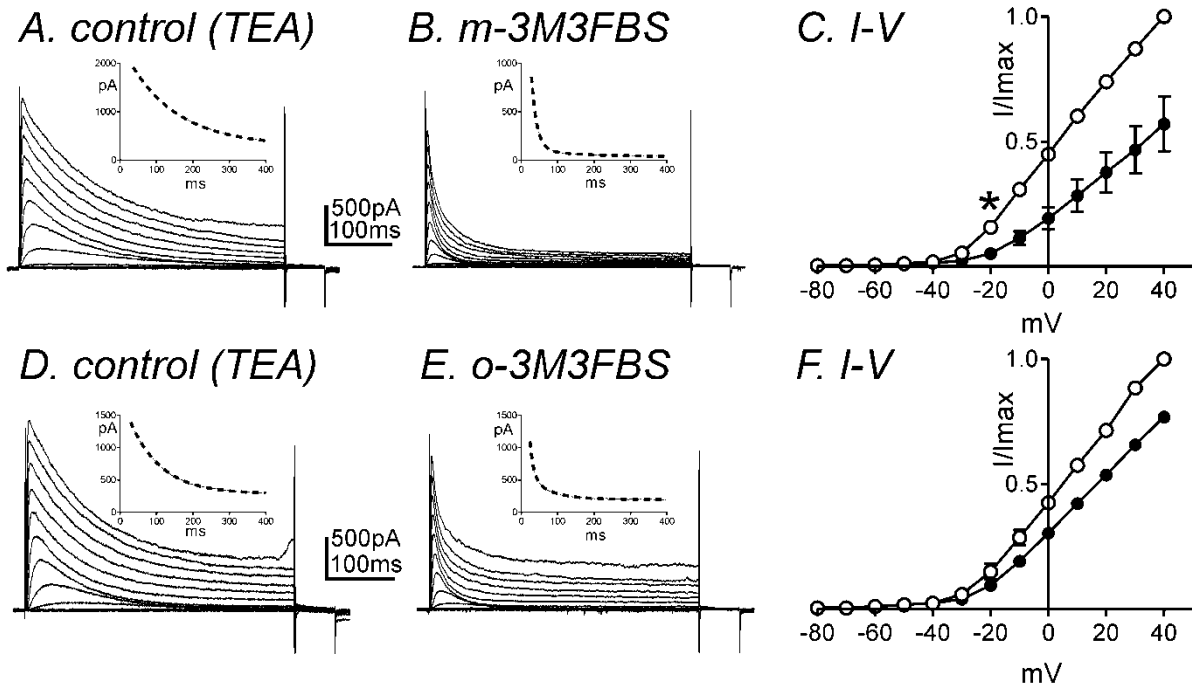 A. control (TEA)
B. m-3M3FBS
C. I-V
2000
pA
1000
0
0 100 200 300 400
ms
500pA
100ms
1000
pA
500
0
0 100 200 300 400
ms
1.0
I/Imax
0.5
*
-80 -60 -40 -20 0 20 40
mV
D. control (TEA)
E. o-3M3FBS
F. I-V
1500
pA
1000
500
0
0 100 200 300 400
ms
500pA
100ms
1500
pA
1000
500
0
0 100 200 300 400
ms
1.0
I/Imax
0.5
-80 -60 -40 -20 0 20 40
mV